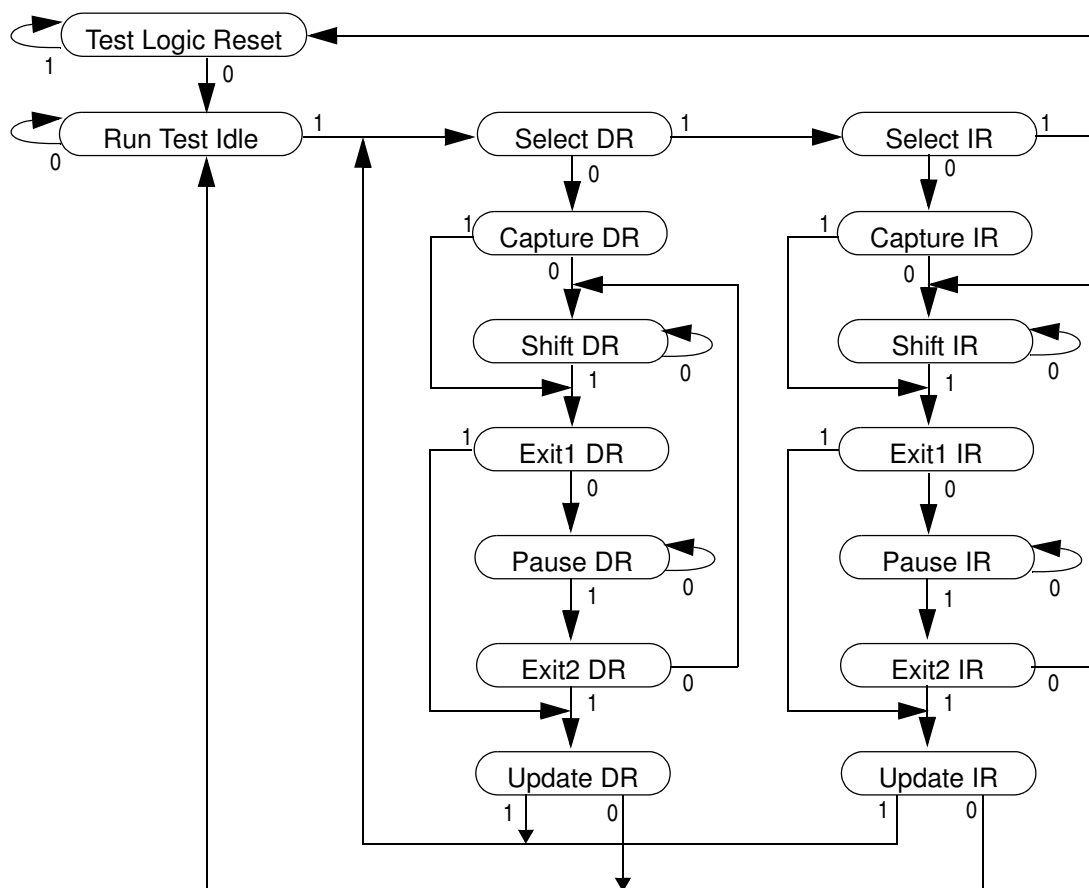 Test Logic Reset
1
0
Run Test Idle
1
0
Select DR
1
0
Select IR
1
0
Capture DR
1
0
Capture IR
1
0
Shift DR
0
1
Shift IR
0
1
Exit1 DR
1
0
Exit1 IR
1
0
Pause DR
0
1
Pause IR
0
1
Exit2 DR
0
1
Exit2 IR
0
1
Update DR
1
0
Update IR
1
0